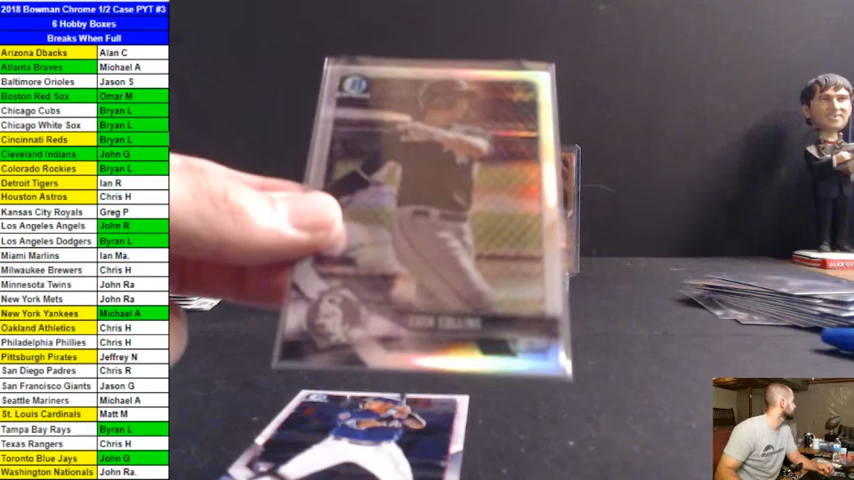 2018 Bowman Chrome 1/2 Case PYT #3
6 Hobby Boxes
Breaks When Full
Arizona Dbacks Alan C
Atlanta Braves Michael A
Baltimore Orioles Jason S
Boston Red Sox Omar M
Chicago Cubs Bryan L
Chicago White Sox Bryan L
Cincinnati Reds Bryan L
Cleveland Indians John G
Colorado Rockies Bryan L
Detroit Tigers Ian R
Houston Astros Chris H
Kansas City Royals Greg P
Los Angeles Angels John R
Los Angeles Dodgers Byran L
Miami Marlins Ian Ma.
Milwaukee Brewers Chris H
Minnesota Twins John Ra
New York Mets John Ra
New York Yankees Michael A
Oakland Athletics Chris H
Philadelphia Phillies Chris H
Pittsburgh Pirates Jeffrey N
San Diego Padres Chris R
San Francisco Giants Jason G
Seattle Mariners Michael A
St. Louis Cardinals Matt M
Tampa Bay Rays Byran L
Texas Rangers Chris H
Toronto Blue Jays John G
Washington Nationals John Ra.
ZACK COLLINS